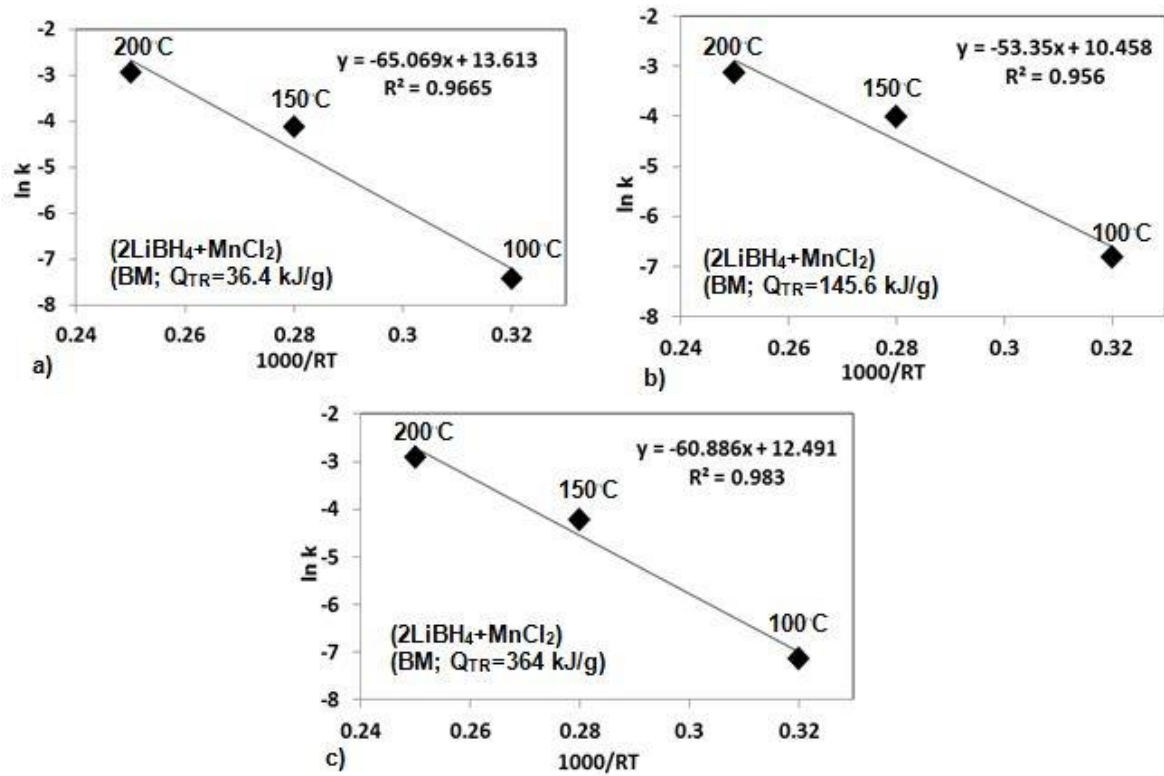 -2
200°C
y = -65.069x + 13.613
R² = 0.9665
-3
150°C
-4
ln k
-5
-6
(2LiBH₄+MnCl₂)
100°C
(BM; QTR=36.4 kJ/g)
-7
-8
0.24 0.26 0.28 0.3 0.32
1000/RT
a)
-2
200°C
y = -53.35x + 10.458
R² = 0.956
-3
150°C
-4
ln k
-5
-6
(2LiBH₄+MnCl₂)
100°C
(BM; QTR=145.6 kJ/g)
-7
-8
0.24 0.26 0.28 0.3 0.32
1000/RT
b)
-2
200°C
y = -60.886x + 12.491
R² = 0.983
-3
150°C
-4
ln k
-5
-6
(2LiBH₄+MnCl₂)
100°C
(BM; QTR=364 kJ/g)
-7
-8
0.24 0.26 0.28 0.3 0.32
1000/RT
c)